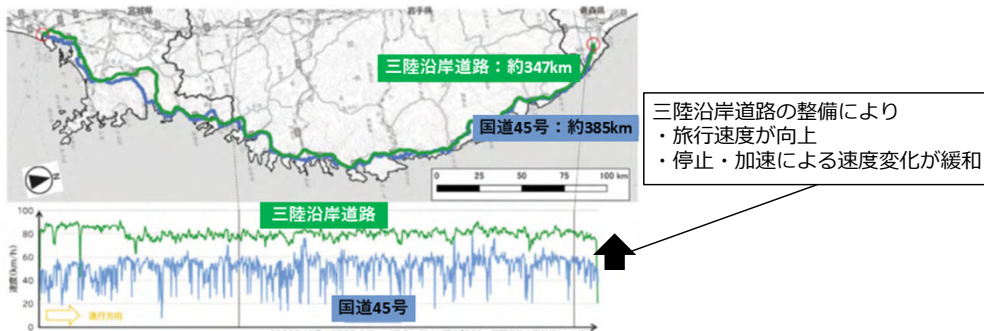 宮城県
岩手県
青森県
三陸沿岸道路：約347km
国道45号：約385km
N
0 25 50 75 100 km
三陸沿岸道路の整備により
・旅行速度が向上
・停止・加速による速度変化が緩和
三陸沿岸道路
100
80
60
40
20
0
速度(km/h)
国道45号
進行方向